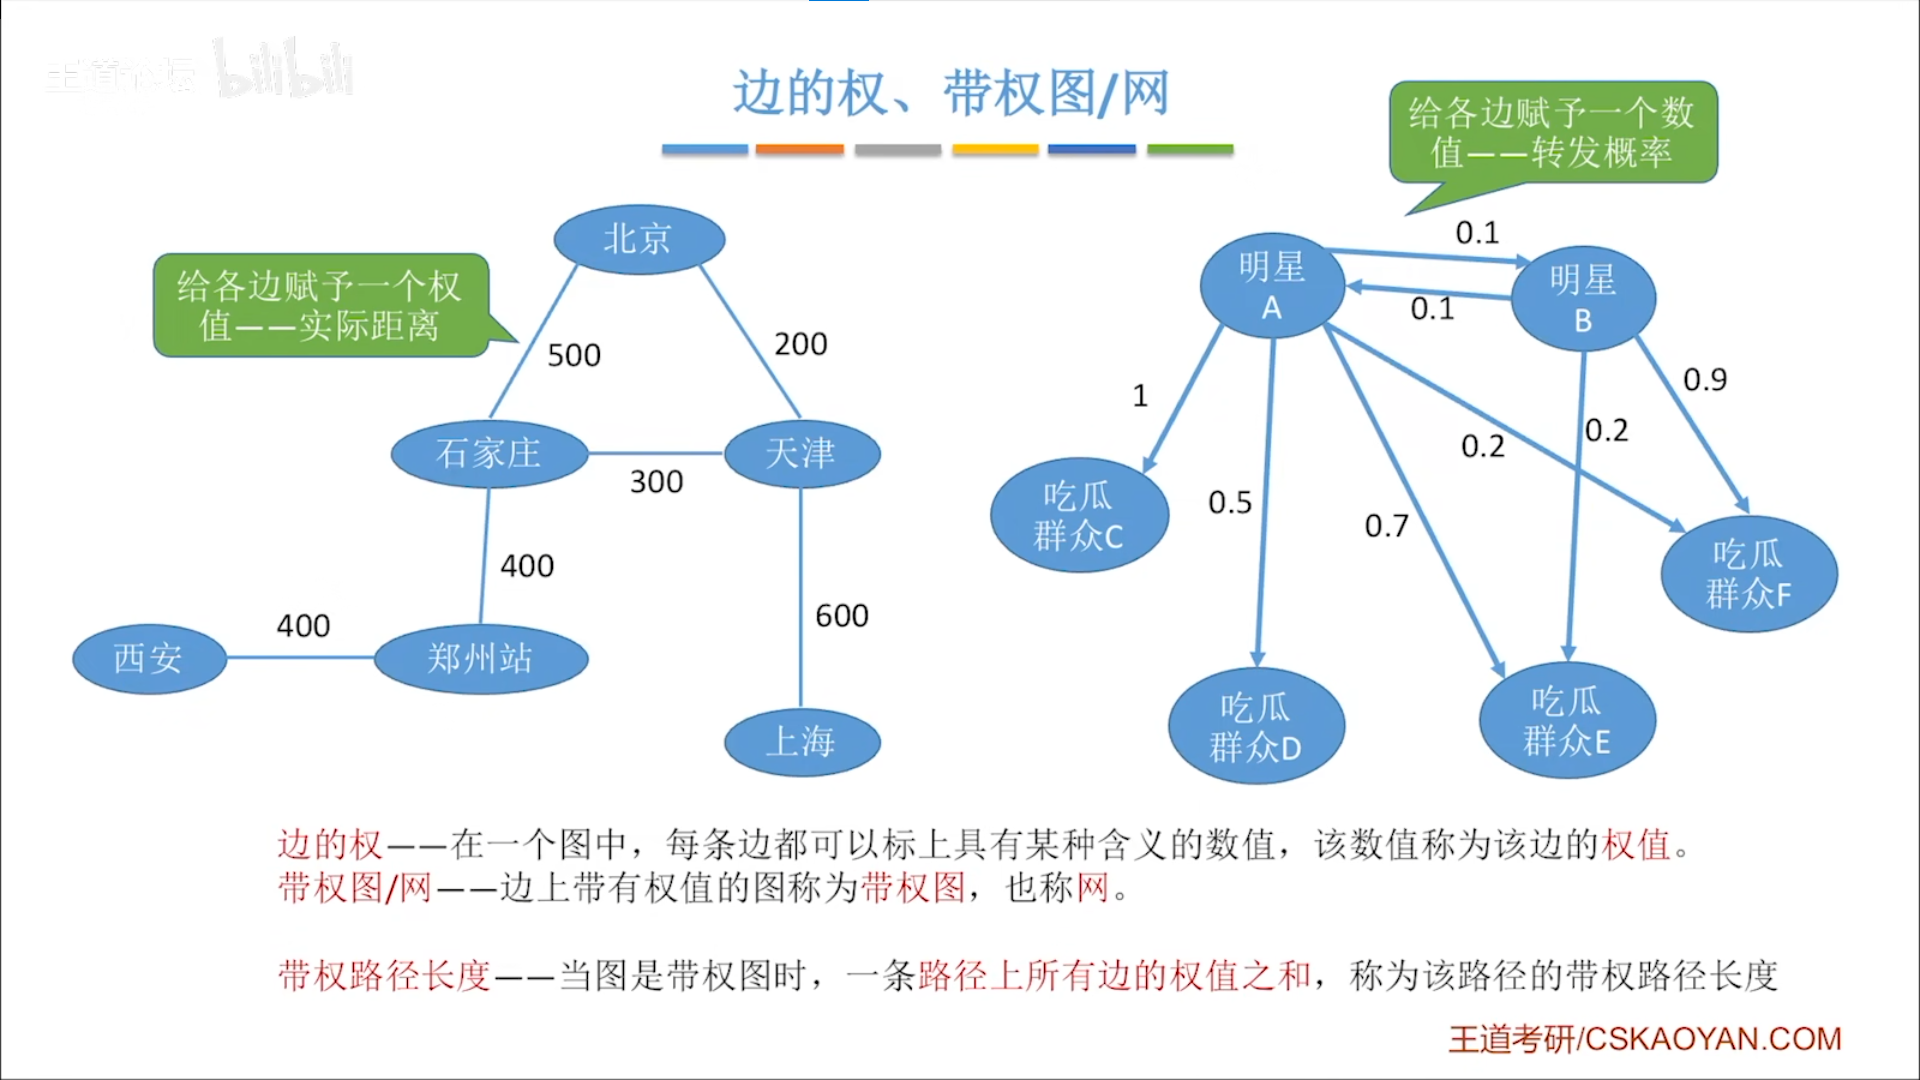 王道论坛 bilibili
边的权、带权图/网
给各边赋予一个数
值——转发概率
给各边赋予一个权
值——实际距离
北京
500
200
石家庄
300
天津
400
600
西安
400
郑州站
上海
0.1
明星
A
明星
B
0.1
1
0.9
0.2
0.2
0.5
0.7
吃瓜
群众C
吃瓜
群众F
吃瓜
群众D
吃瓜
群众E
边的权——在一个图中，每条边都可以标上具有某种含义的数值，该数值称为该边的权值。
带权图/网——边上带有权值的图称为带权图，也称网。
带权路径长度——当图是带权图时，一条路径上所有边的权值之和，称为该路径的带权路径长度
王道考研/CSKAOYAN.COM